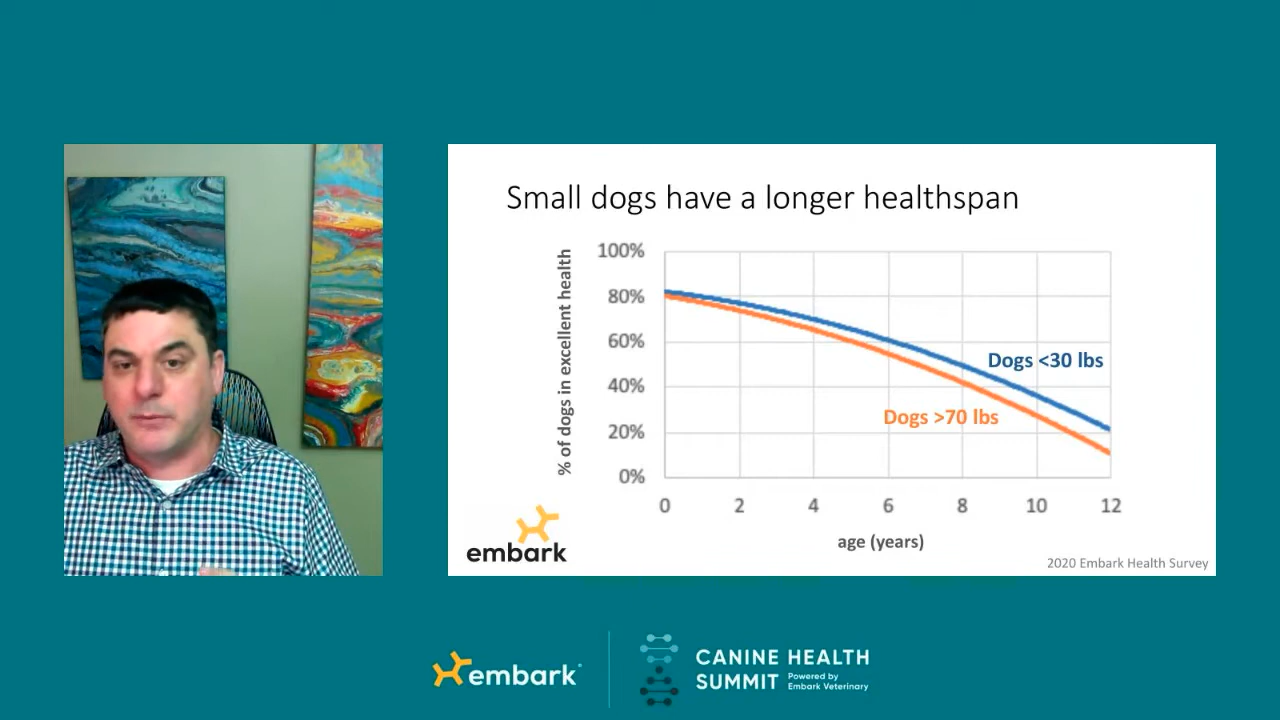 Small dogs have a longer healthspan
% of dogs in excellent health
100%
80%
60%
40%
20%
0%
Dogs <30 lbs
Dogs >70 lbs
0 2 4 6 8 10 12
age (years)
embark
2020 Embark Health Survey
embark
CANINE HEALTH
SUMMIT
Powered by
Embark Veterinary